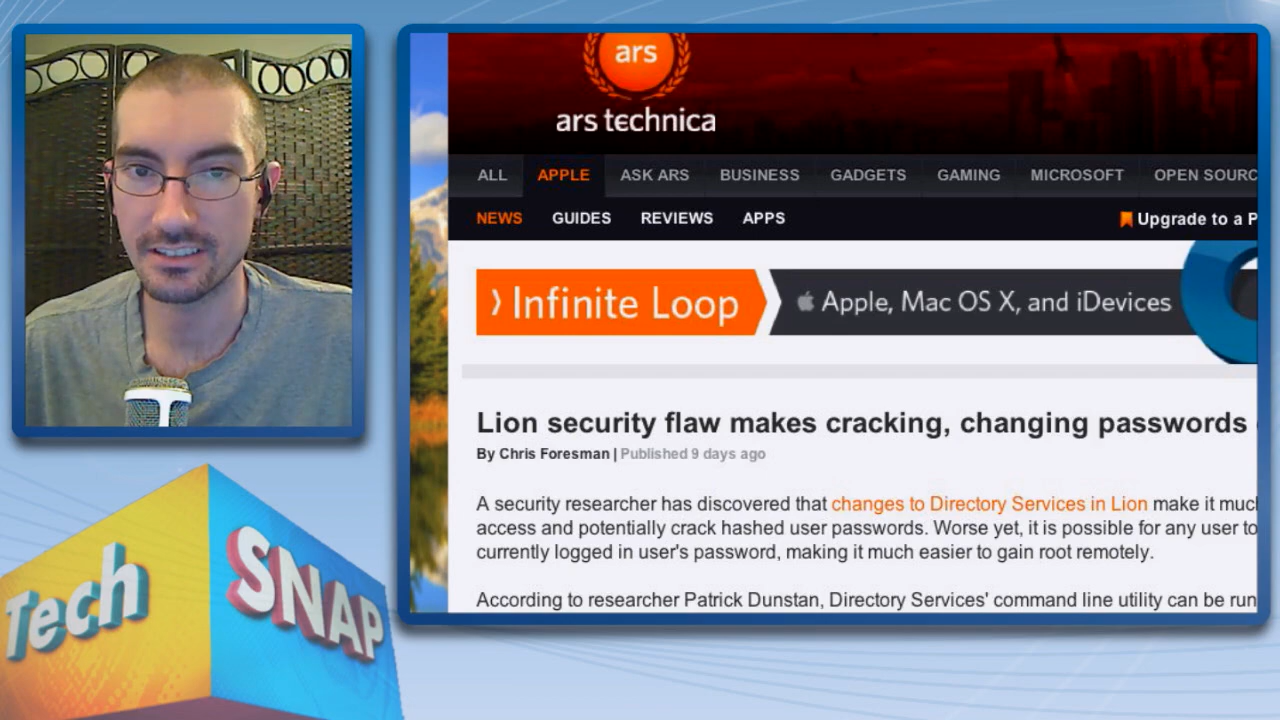 ars
ars technica
ALL APPLE ASK ARS BUSINESS GADGETS GAMING MICROSOFT OPEN SOURC
NEWS GUIDES REVIEWS APPS Upgrade to a P
Infinite Loop Apple, Mac OS X, and iDevices
Lion security flaw makes cracking, changing passwords
By Chris Foresman | Published 9 days ago
A security researcher has discovered that changes to Directory Services in Lion make it much
access and potentially crack hashed user passwords. Worse yet, it is possible for any user to
currently logged in user's password, making it much easier to gain root remotely.
According to researcher Patrick Dunstan, Directory Services' command line utility can be run
Tech SNAP